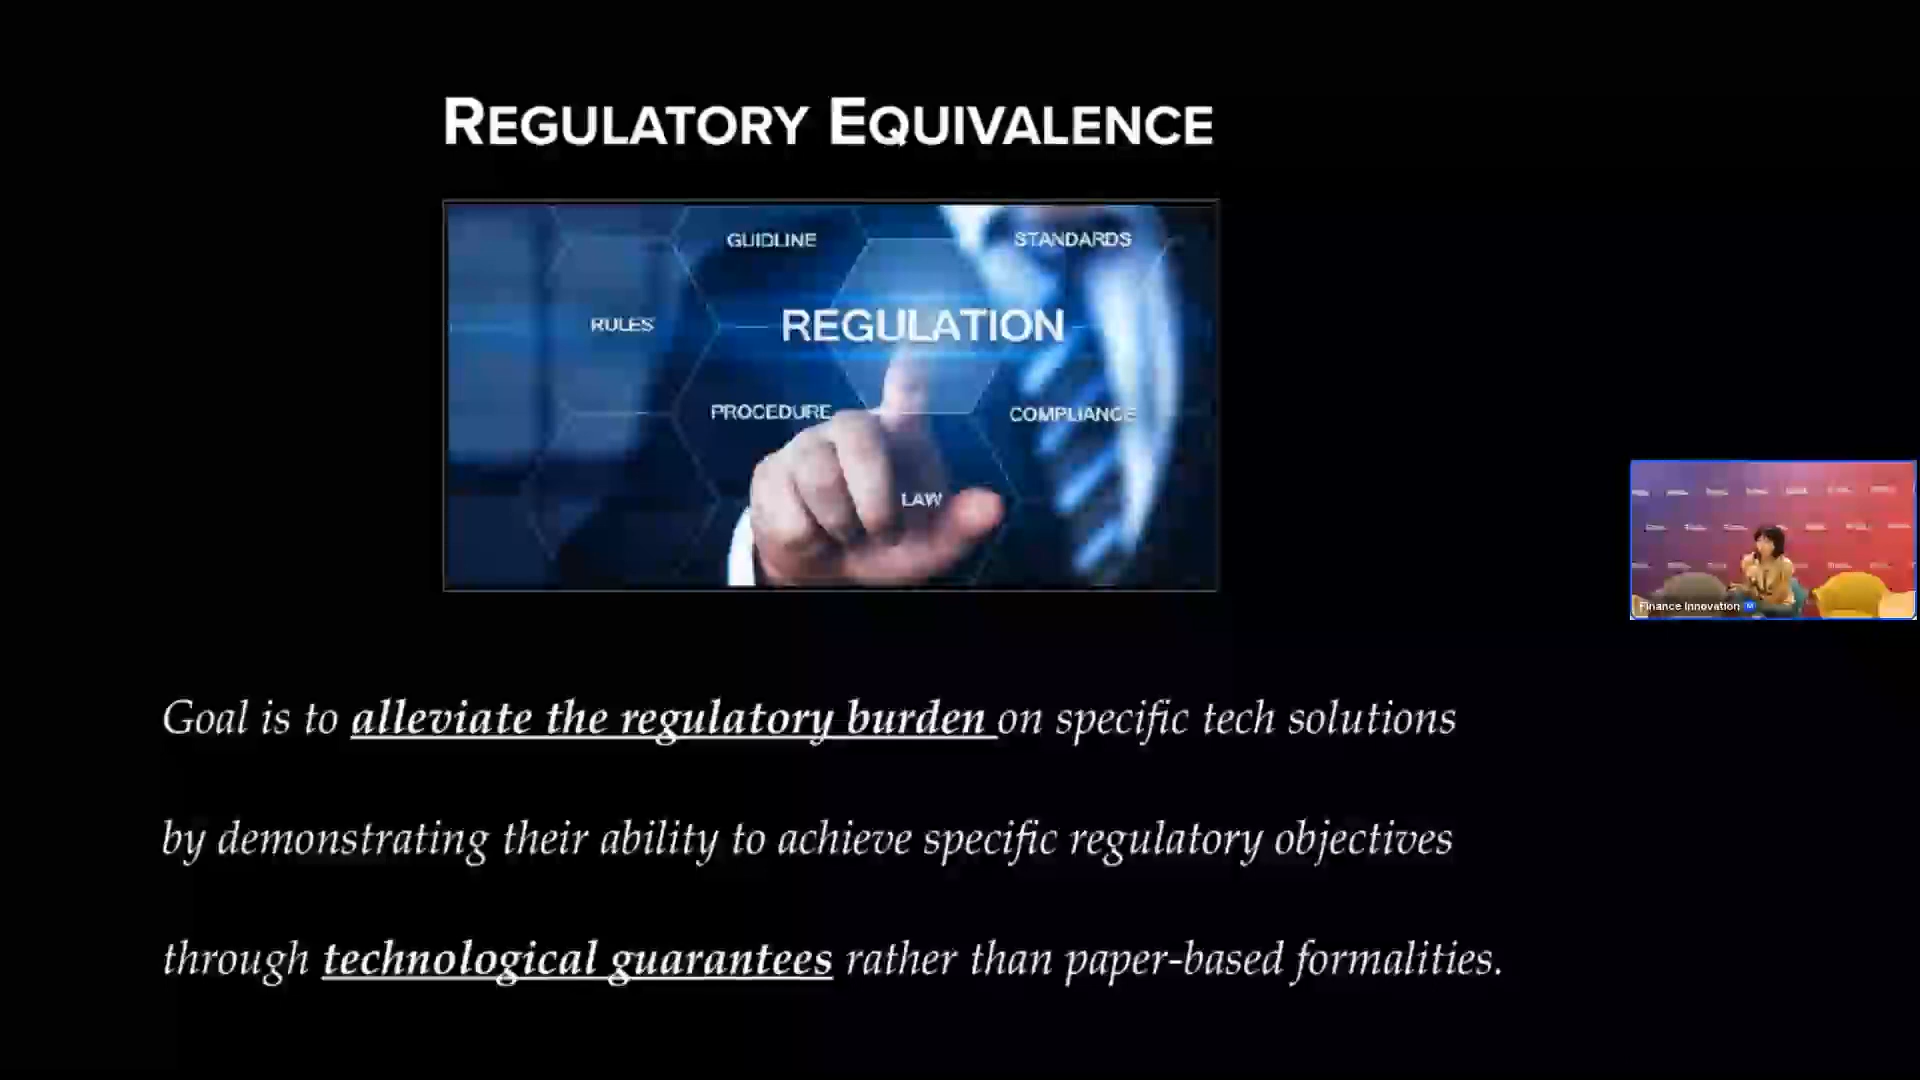 REGULATORY EQUIVALENCE
GUIDLINE
STANDARDS
RULES
REGULATION
PROCEDURE
COMPLIANCE
LAW
Finance Innovation
Goal is to alleviate the regulatory burden on specific tech solutions
by demonstrating their ability to achieve specific regulatory objectives
through technological guarantees rather than paper-based formalities.